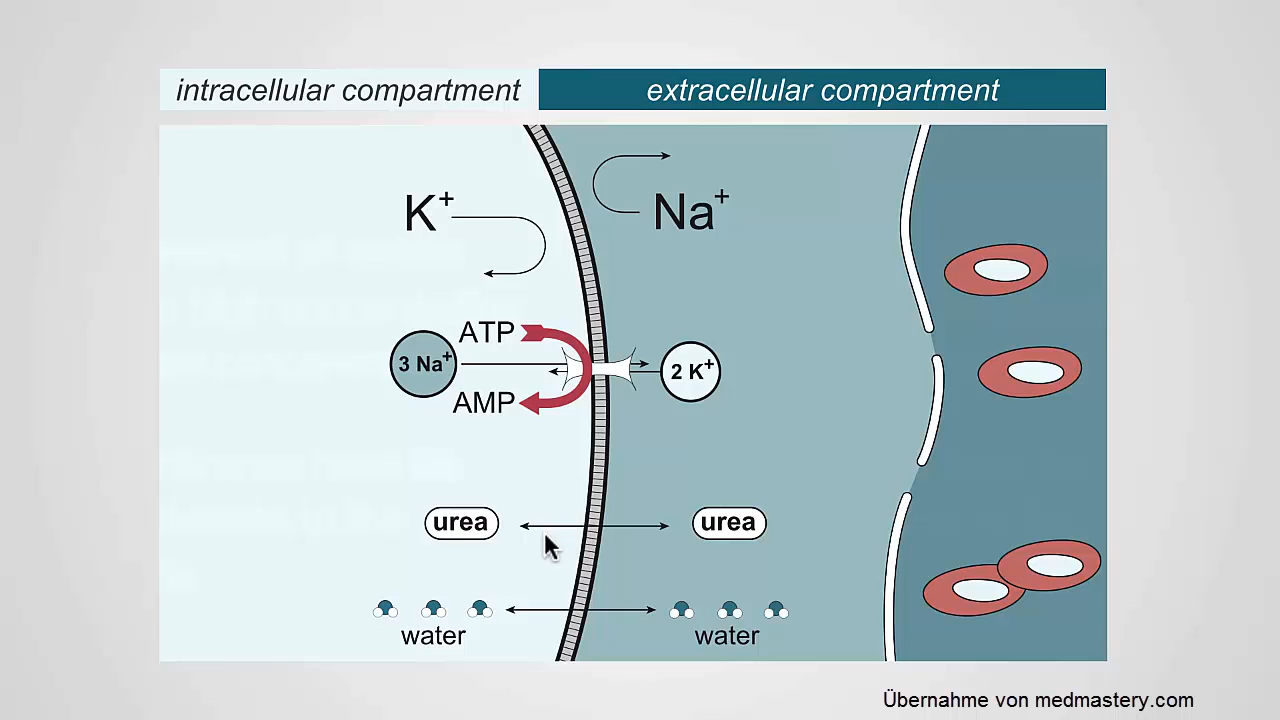 intracellular compartment
extracellular compartment
K+
Na+
ATP
3 Na+
2 K+
AMP
urea
urea
water
water
Übernahme von medmastery.com